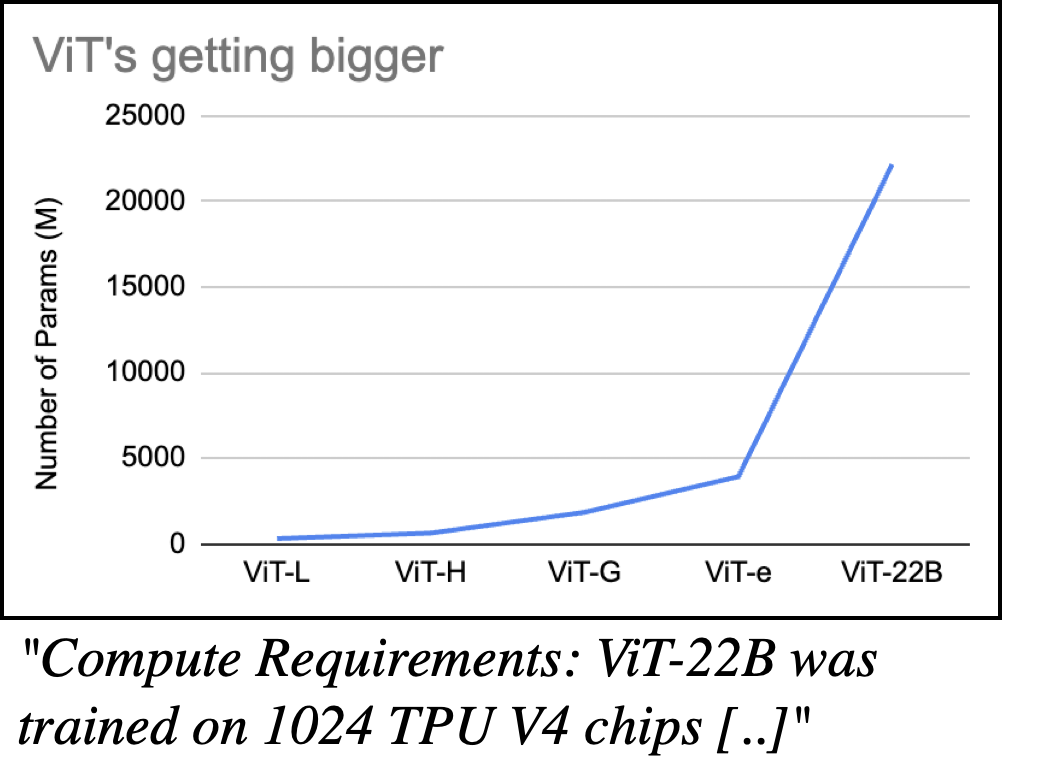 ViT's getting bigger
Number of Params (M)
25000
20000
15000
10000
5000
0
ViT-L ViT-H ViT-G ViT-e ViT-22B
"Compute Requirements: ViT-22B was
trained on 1024 TPU V4 chips [..]"